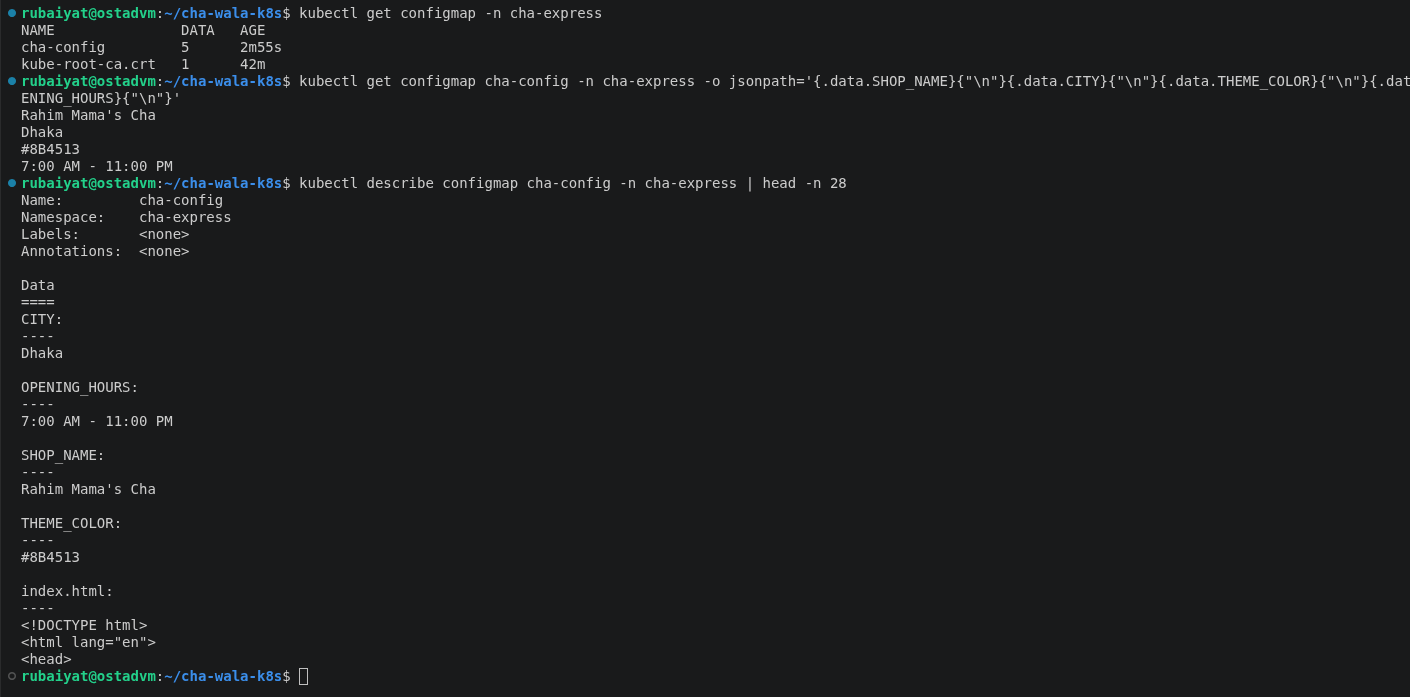 rubaiyat@ostadvm:~/cha-wala-k8s$ kubectl get configmap -n cha-express
NAME               DATA   AGE
cha-config         5      2m55s
kube-root-ca.crt   1      42m
rubaiyat@ostadvm:~/cha-wala-k8s$ kubectl get configmap cha-config -n cha-express -o jsonpath='{.data.SHOP_NAME}{"\n"}{.data.CITY}{"\n"}{.data.THEME_COLOR}{"\n"}{.dat
ENING_HOURS}{"\n"}'
Rahim Mama's Cha
Dhaka
#8B4513
7:00 AM - 11:00 PM
rubaiyat@ostadvm:~/cha-wala-k8s$ kubectl describe configmap cha-config -n cha-express | head -n 28
Name:         cha-config
Namespace:    cha-express
Labels:       <none>
Annotations:  <none>

Data
====
CITY:
----
Dhaka

OPENING_HOURS:
----
7:00 AM - 11:00 PM

SHOP_NAME:
----
Rahim Mama's Cha

THEME_COLOR:
----
#8B4513

index.html:
----
<!DOCTYPE html>
<html lang="en">
<head>
rubaiyat@ostadvm:~/cha-wala-k8s$